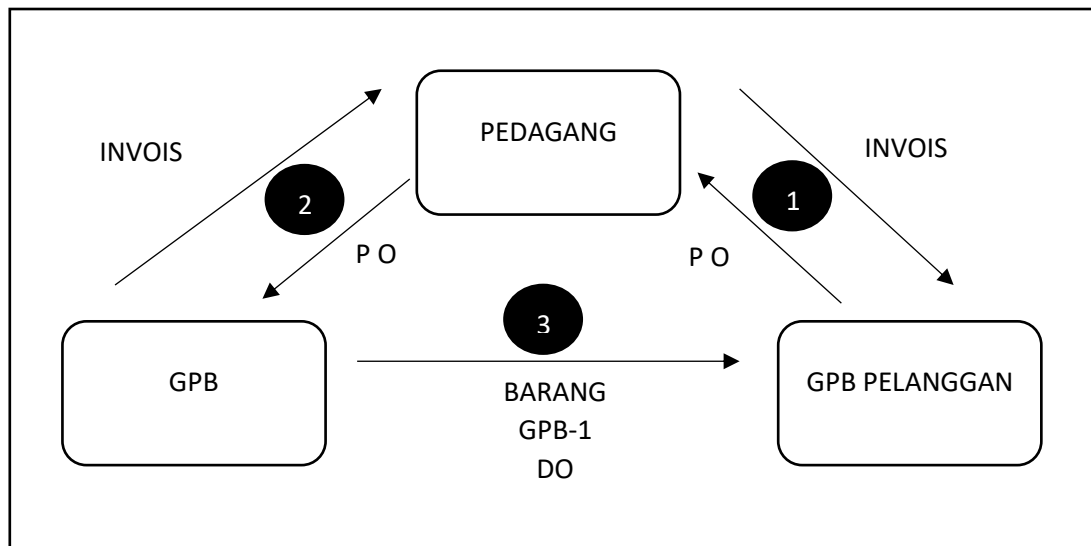 PEDAGANG
INVOIS
INVOIS
2
1
P O
P O
3
GPB
GPB PELANGGAN
BARANG
GPB-1
DO